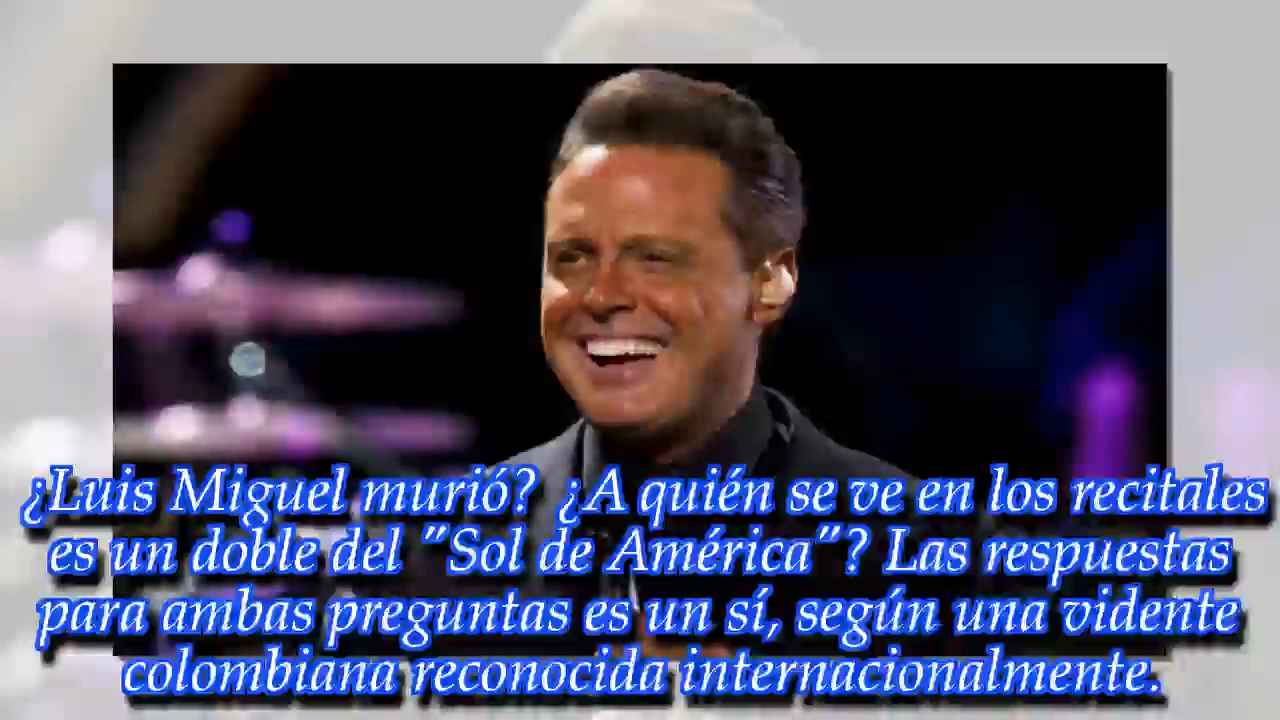 ¿Luis Miguel murió? ¿A quién se ve en los recitales
es un doble del "Sol de América"? Las respuestas
para ambas preguntas es un sí, según una vidente
colombiana reconocida internacionalmente.